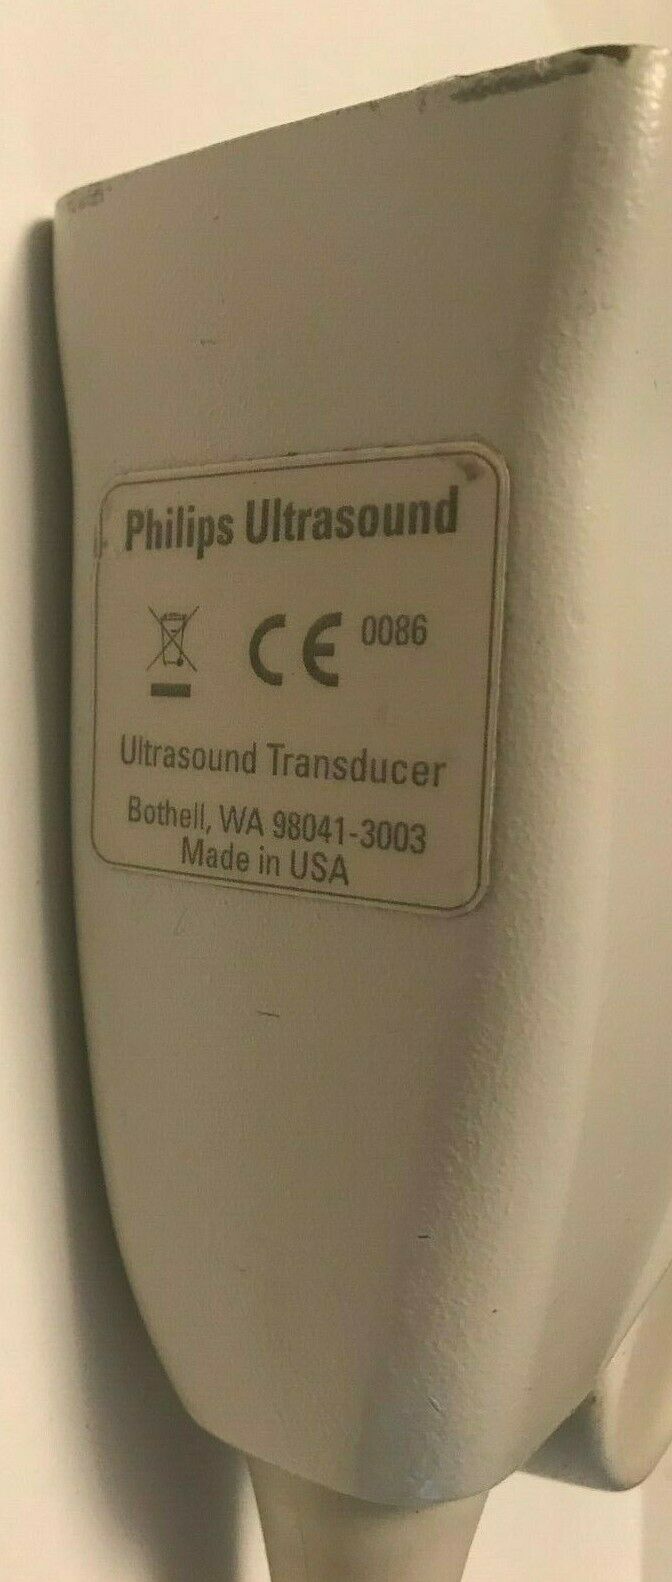 Philips Ultrasound
CE 0086
Ultrasound Transducer
Bothell, WA 98041-3003
Made in USA